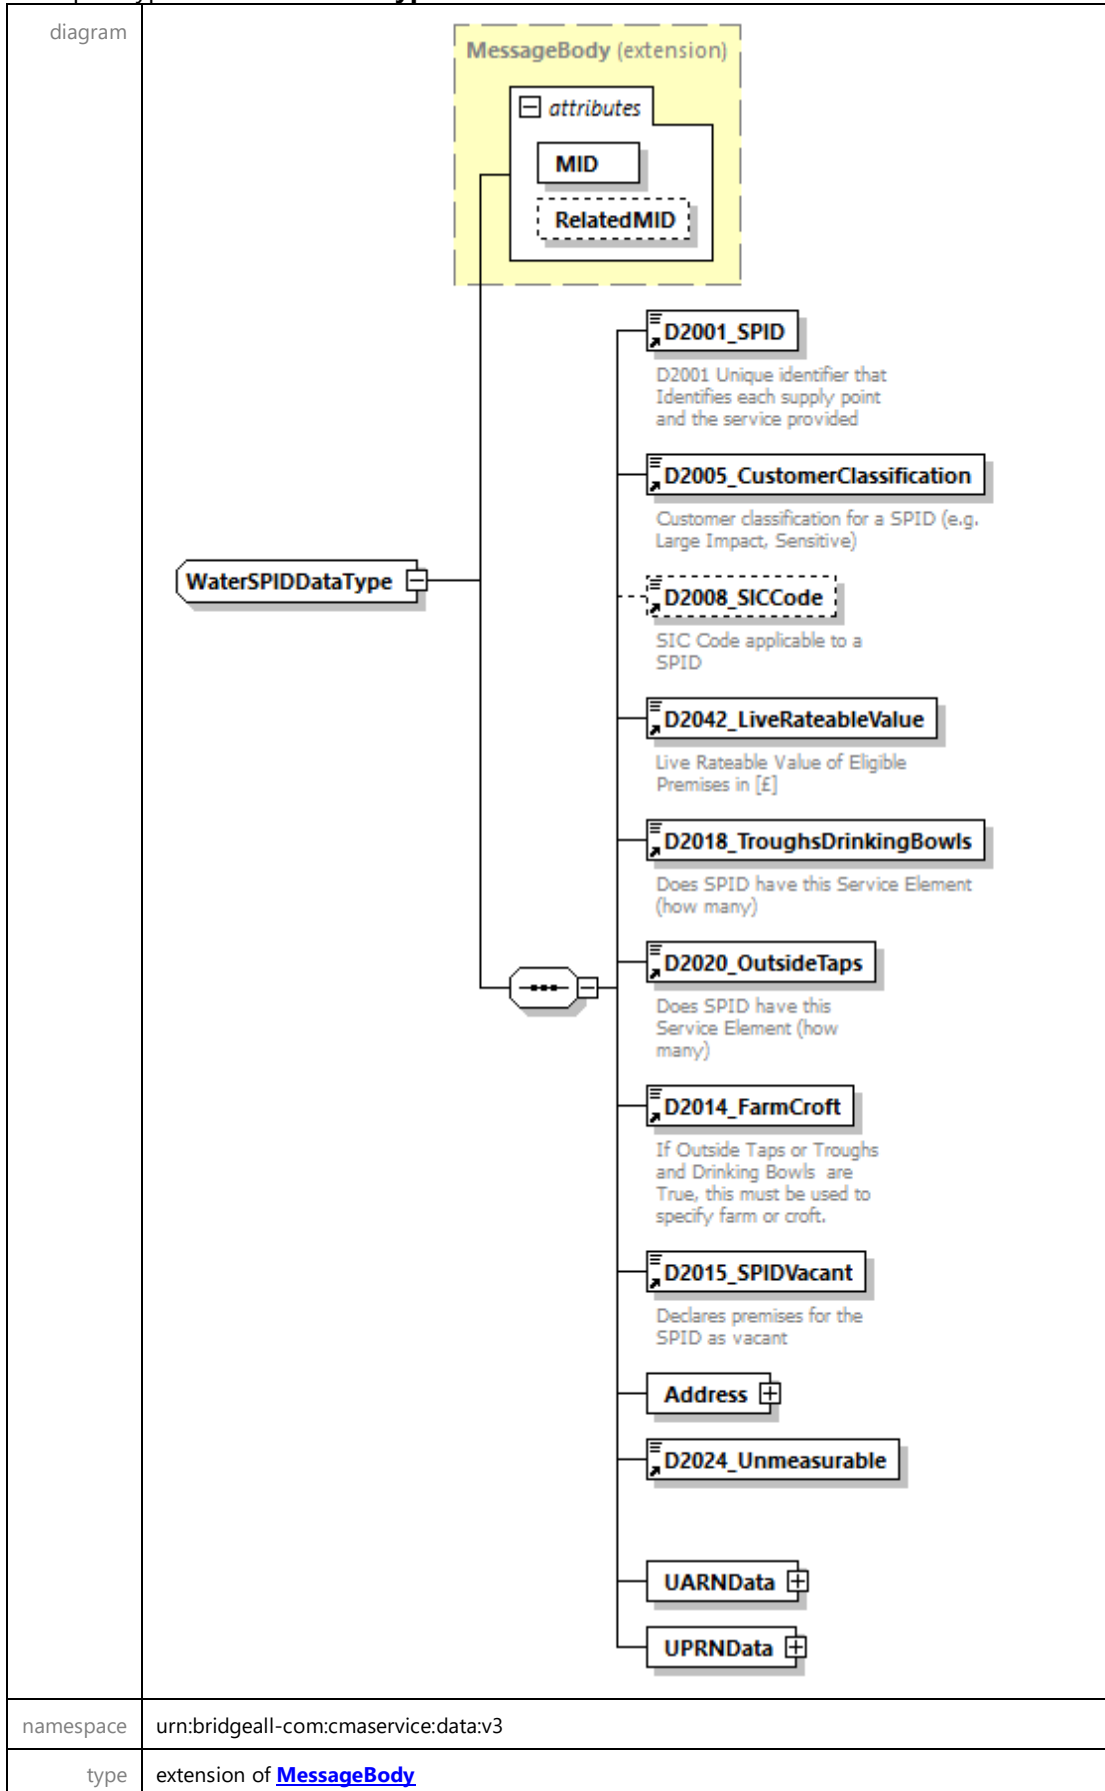 diagram
MessageBody (extension)
attributes
MID
RelatedMID
D2001_SPID
D2001 Unique identifier that
Identifies each supply point
and the service provided
D2005_CustomerClassification
Customer classification for a SPID (e.g.
Large Impact, Sensitive)
WaterSPIDDataType
D2008_SICCode
SIC Code applicable to a
SPID
D2042_LiveRateableValue
Live Rateable Value of Eligible
Premises in [£]
D2018_TroughsDrinkingBowls
Does SPID have this Service Element
(how many)
D2020_OutsideTaps
Does SPID have this
Service Element (how
many)
D2014_FarmCroft
If Outside Taps or Troughs
and Drinking Bowls are
True, this must be used to
specify farm or croft.
D2015_SPIDVacant
Declares premises for the
SPID as vacant
Address
D2024_Unmeasurable
UARNData
UPRNData
namespace urn:bridgeall-com:cmaservice:data:v3
type extension of MessageBody